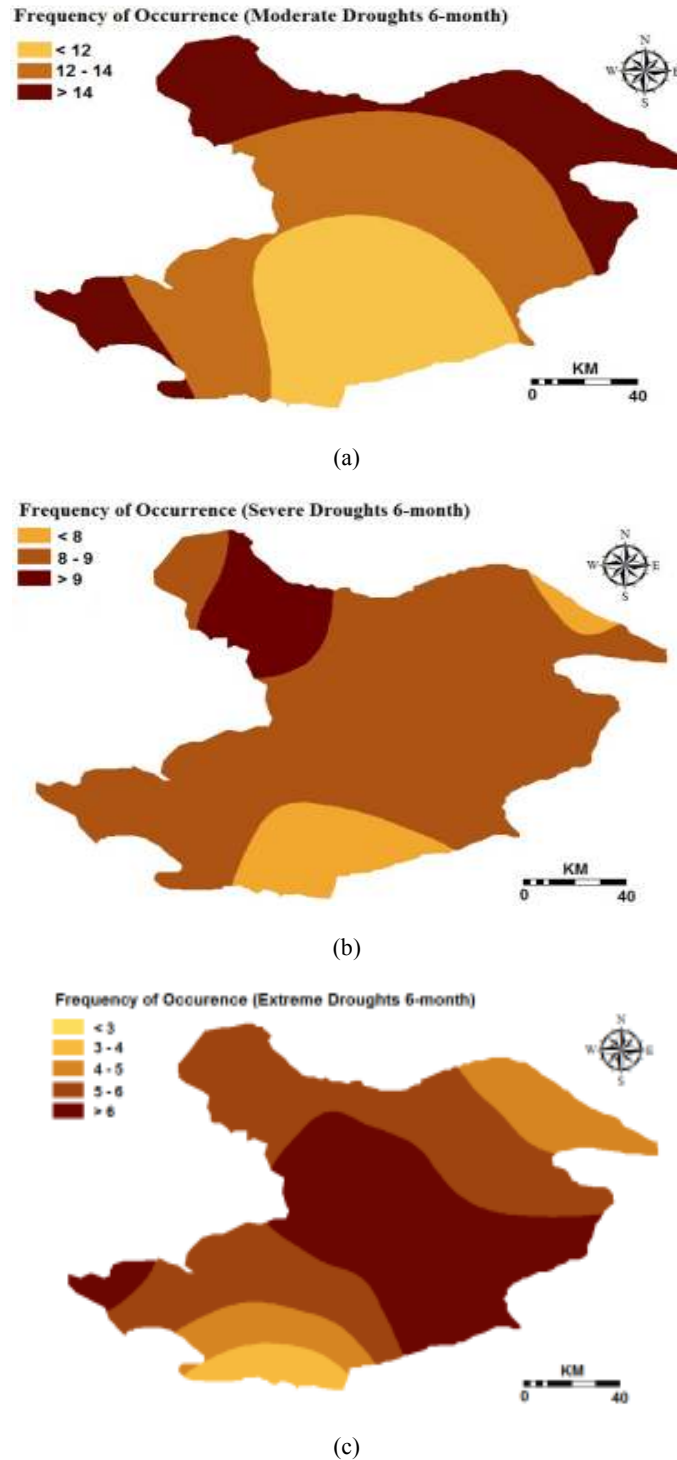 Frequency of Occurrence (Moderate Droughts 6-month)
< 12
12 - 14
> 14
N
W E
S
KM
0 40
(a)
Frequency of Occurrence (Severe Droughts 6-month)
< 8
8 - 9
> 9
N
W E
S
KM
0 40
(b)
Frequency of Occurence (Extreme Droughts 6-month)
< 3
3 - 4
4 - 5
5 - 6
> 6
N
W E
S
KM
0 40
(c)